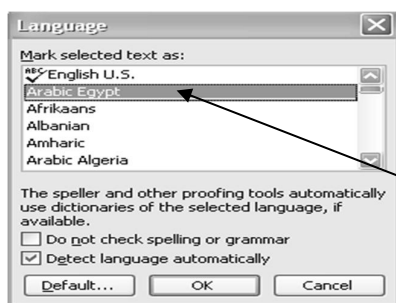 Language
Mark selected text as:
ABC English U.S.
Arabic Egypt
Afrikaans
Albanian
Amharic
Arabic Algeria
The speller and other proofing tools automatically
use dictionaries of the selected language, if
available.
Do not check spelling or grammar
Detect language automatically
Default... OK Cancel